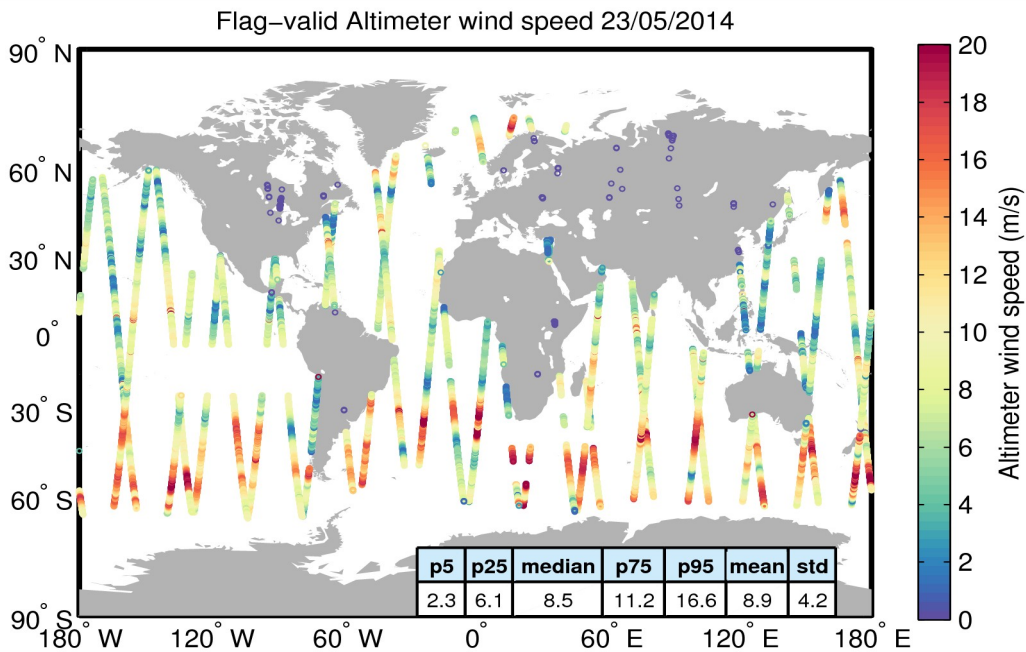 Flag−valid Altimeter wind speed 23/05/2014
90° N
60° N
30° N
0°
30° S
60° S
90° S
180° W
120° W
60° W
0°
60° E
120° E
180° E
p5 p25 median p75 p95 mean std
2.3 6.1 8.5 11.2 16.6 8.9 4.2
20
18
16
14
12
10
8
6
4
2
0
Altimeter wind speed (m/s)